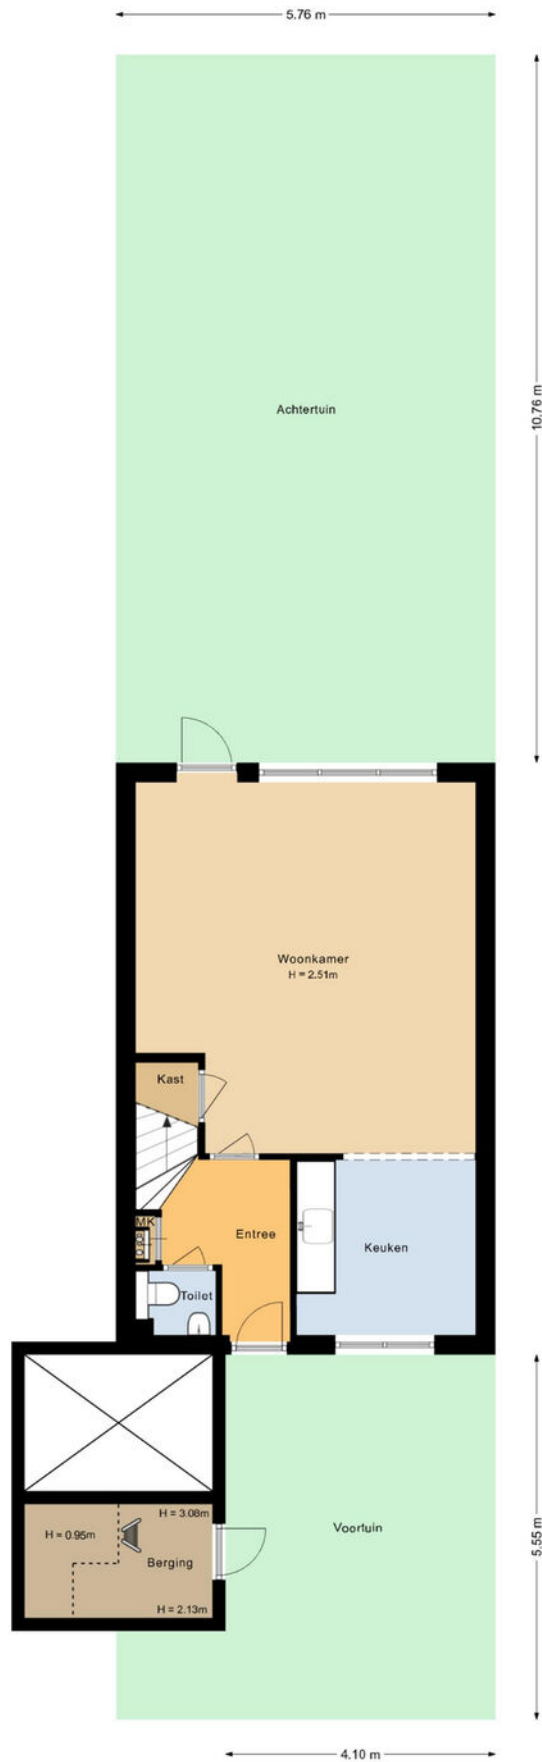 5.76 m
10.76 m
Achtertuin
Woonkamer
H = 2.51m
Kast
MK
Entree
Keuken
Toilet
H = 3.08m
H = 0.95m
Berging
H = 2.13m
Voortuin
5.55 m
4.10 m